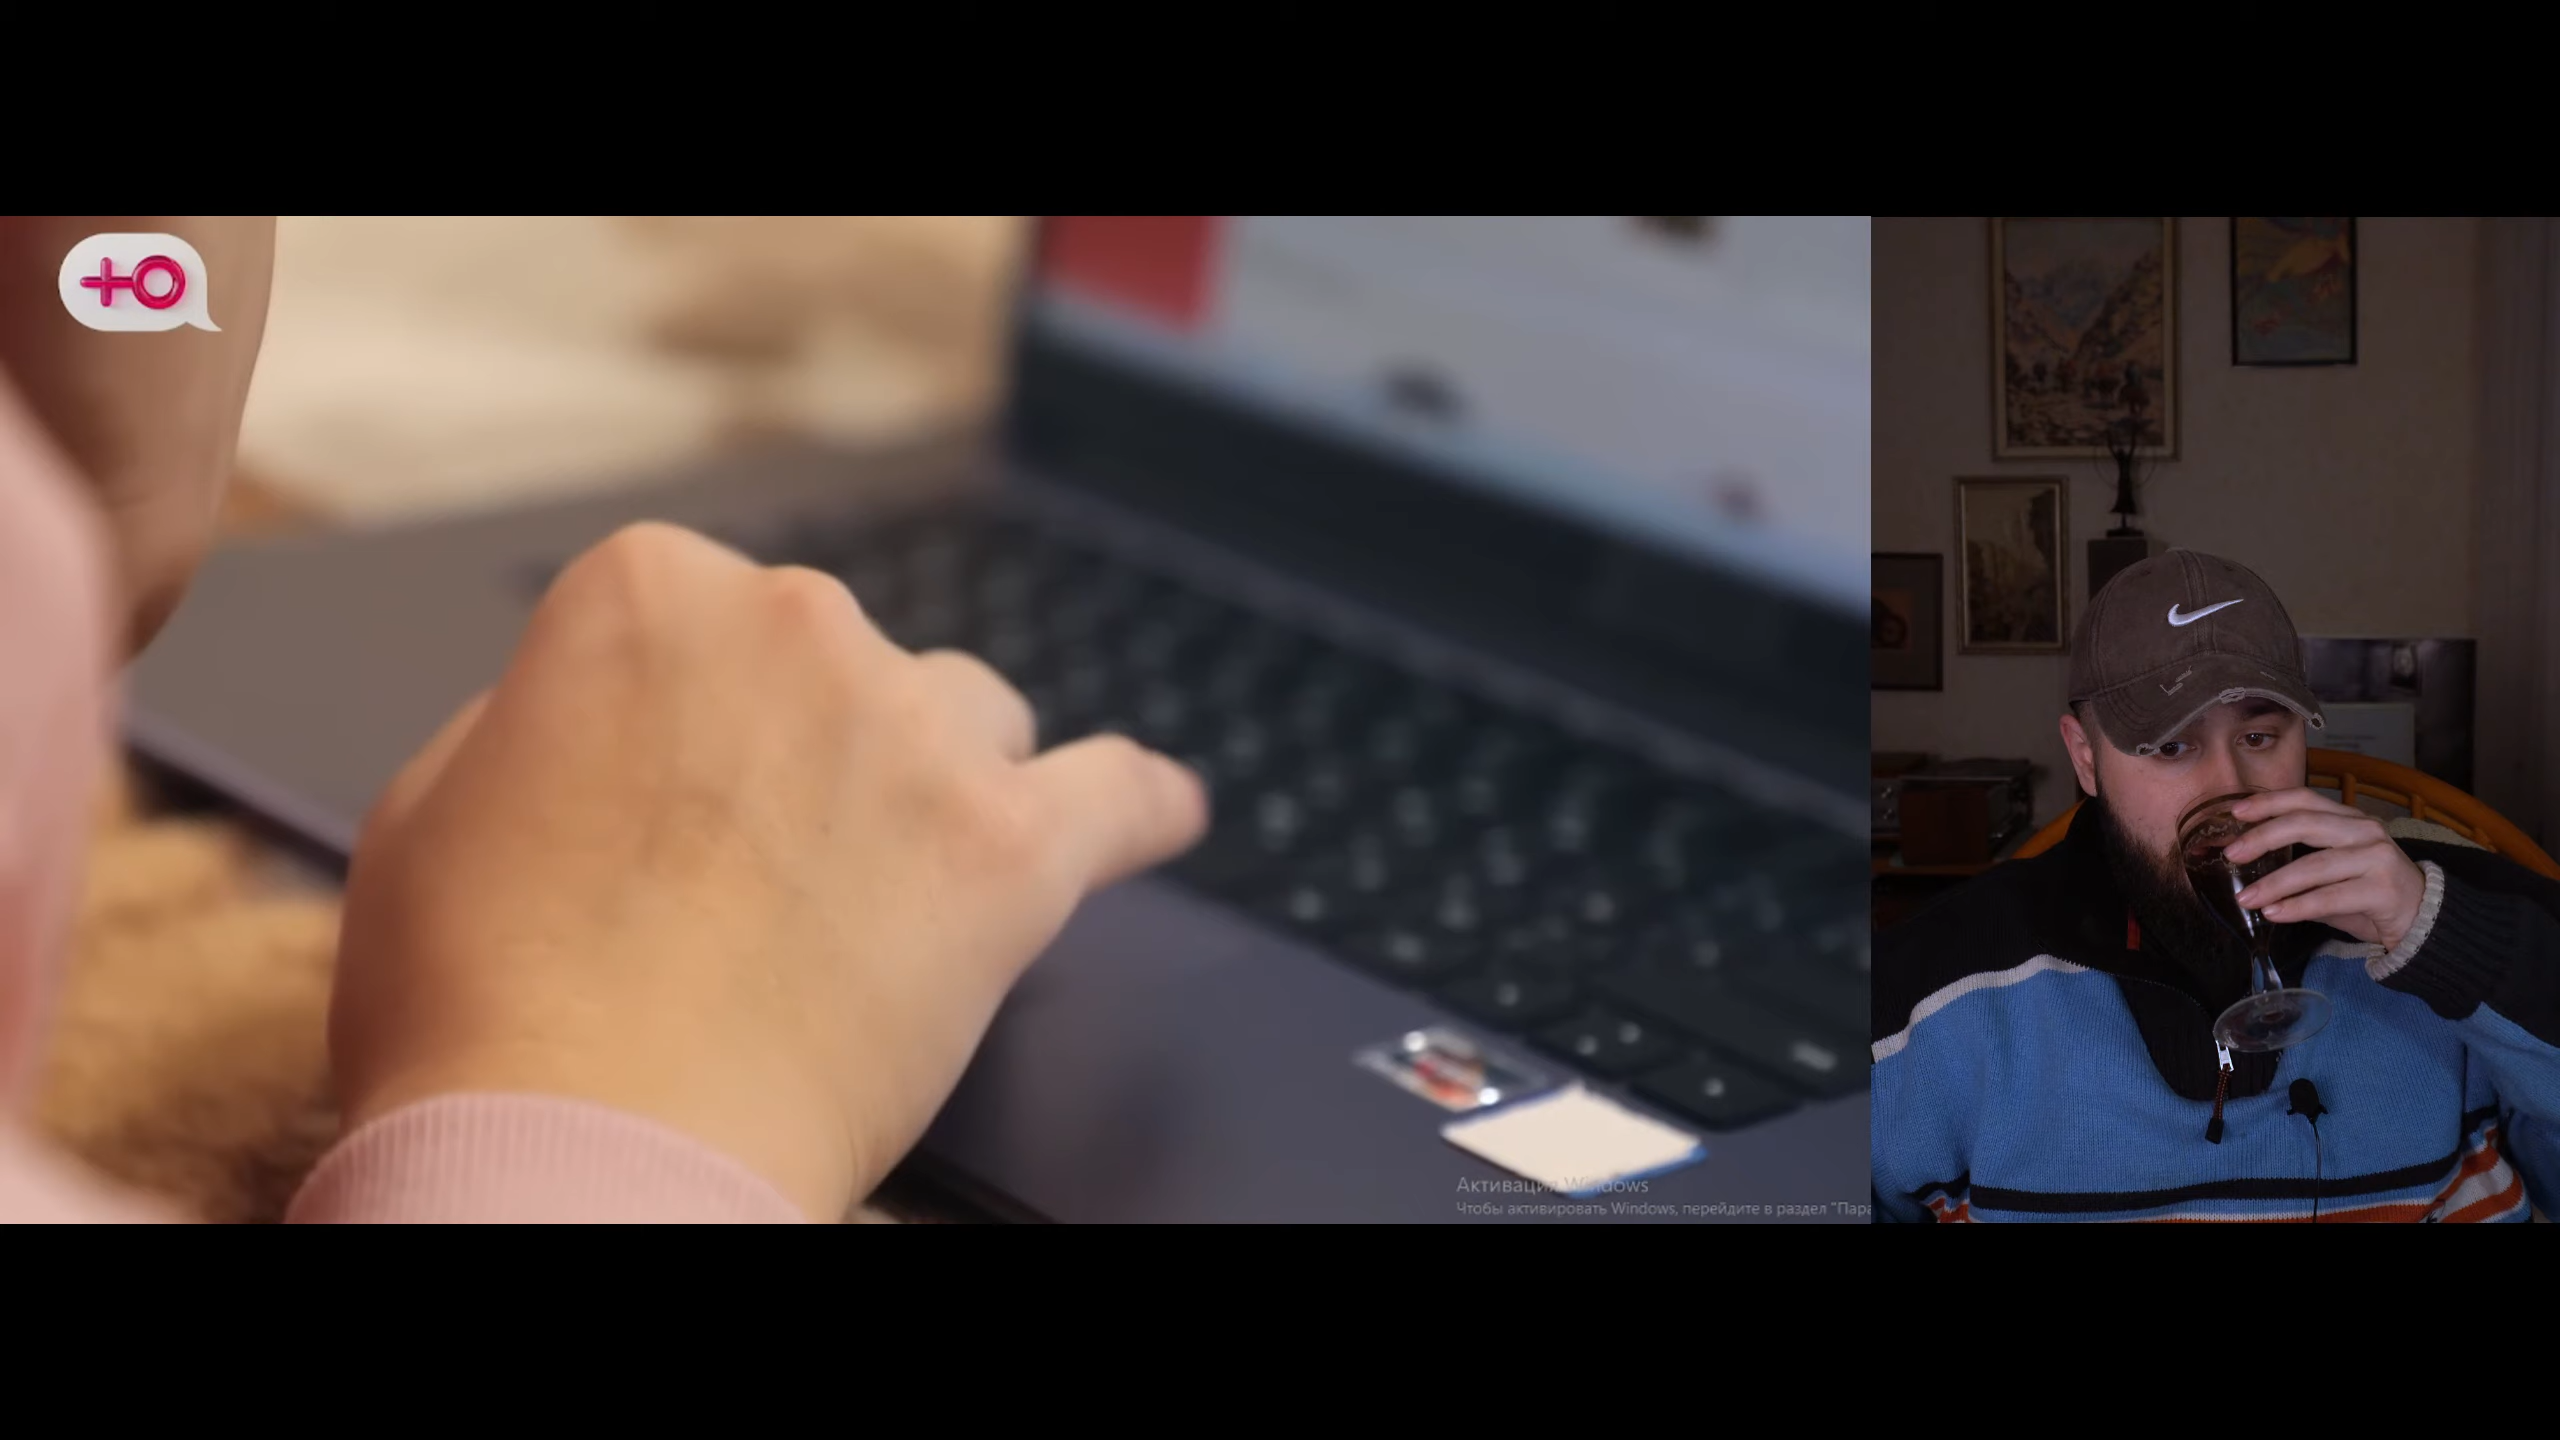 Ю
Активация Windows
Чтобы активировать Windows, перейдите в раздел "Пара